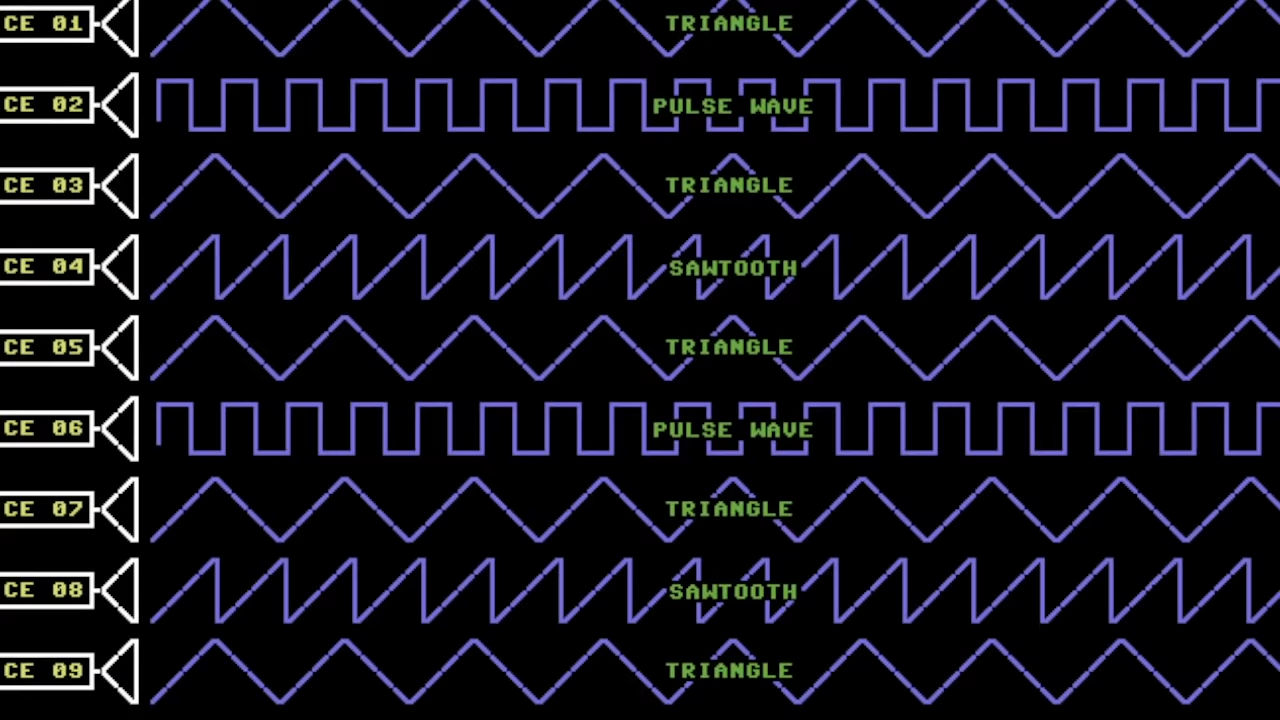 CE 01 TRIANGLE
CE 02 PULSE WAVE
CE 03 TRIANGLE
CE 04 SAWTOOTH
CE 05 TRIANGLE
CE 06 PULSE WAVE
CE 07 TRIANGLE
CE 08 SAWTOOTH
CE 09 TRIANGLE